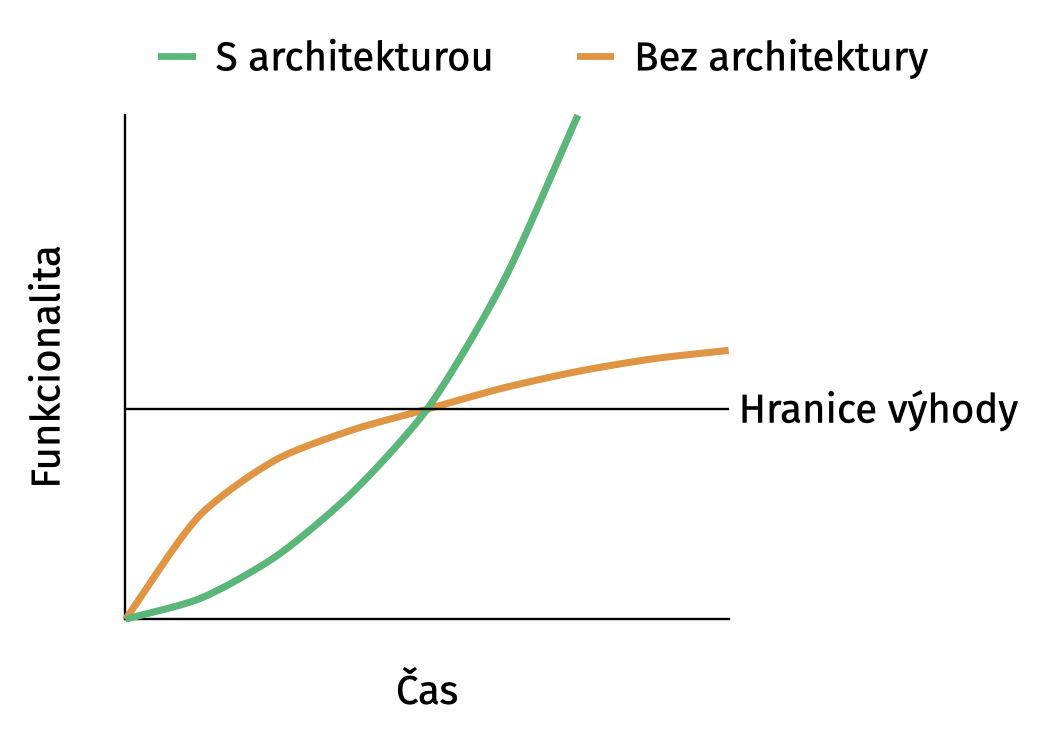 S architekturou
Bez architektury
Funkcionalita
Hranice výhody
Čas